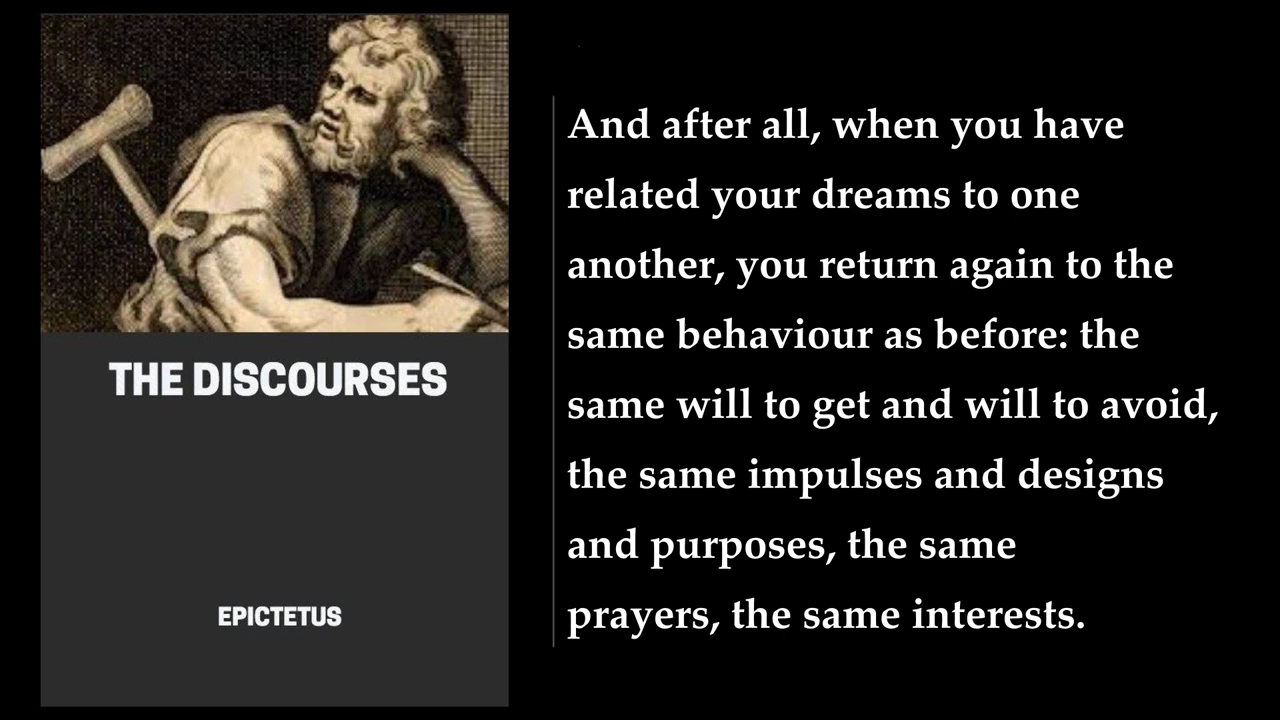 THE DISCOURSES
EPICTETUS
And after all, when you have
related your dreams to one
another, you return again to the
same behaviour as before: the
same will to get and will to avoid,
the same impulses and designs
and purposes, the same
prayers, the same interests.